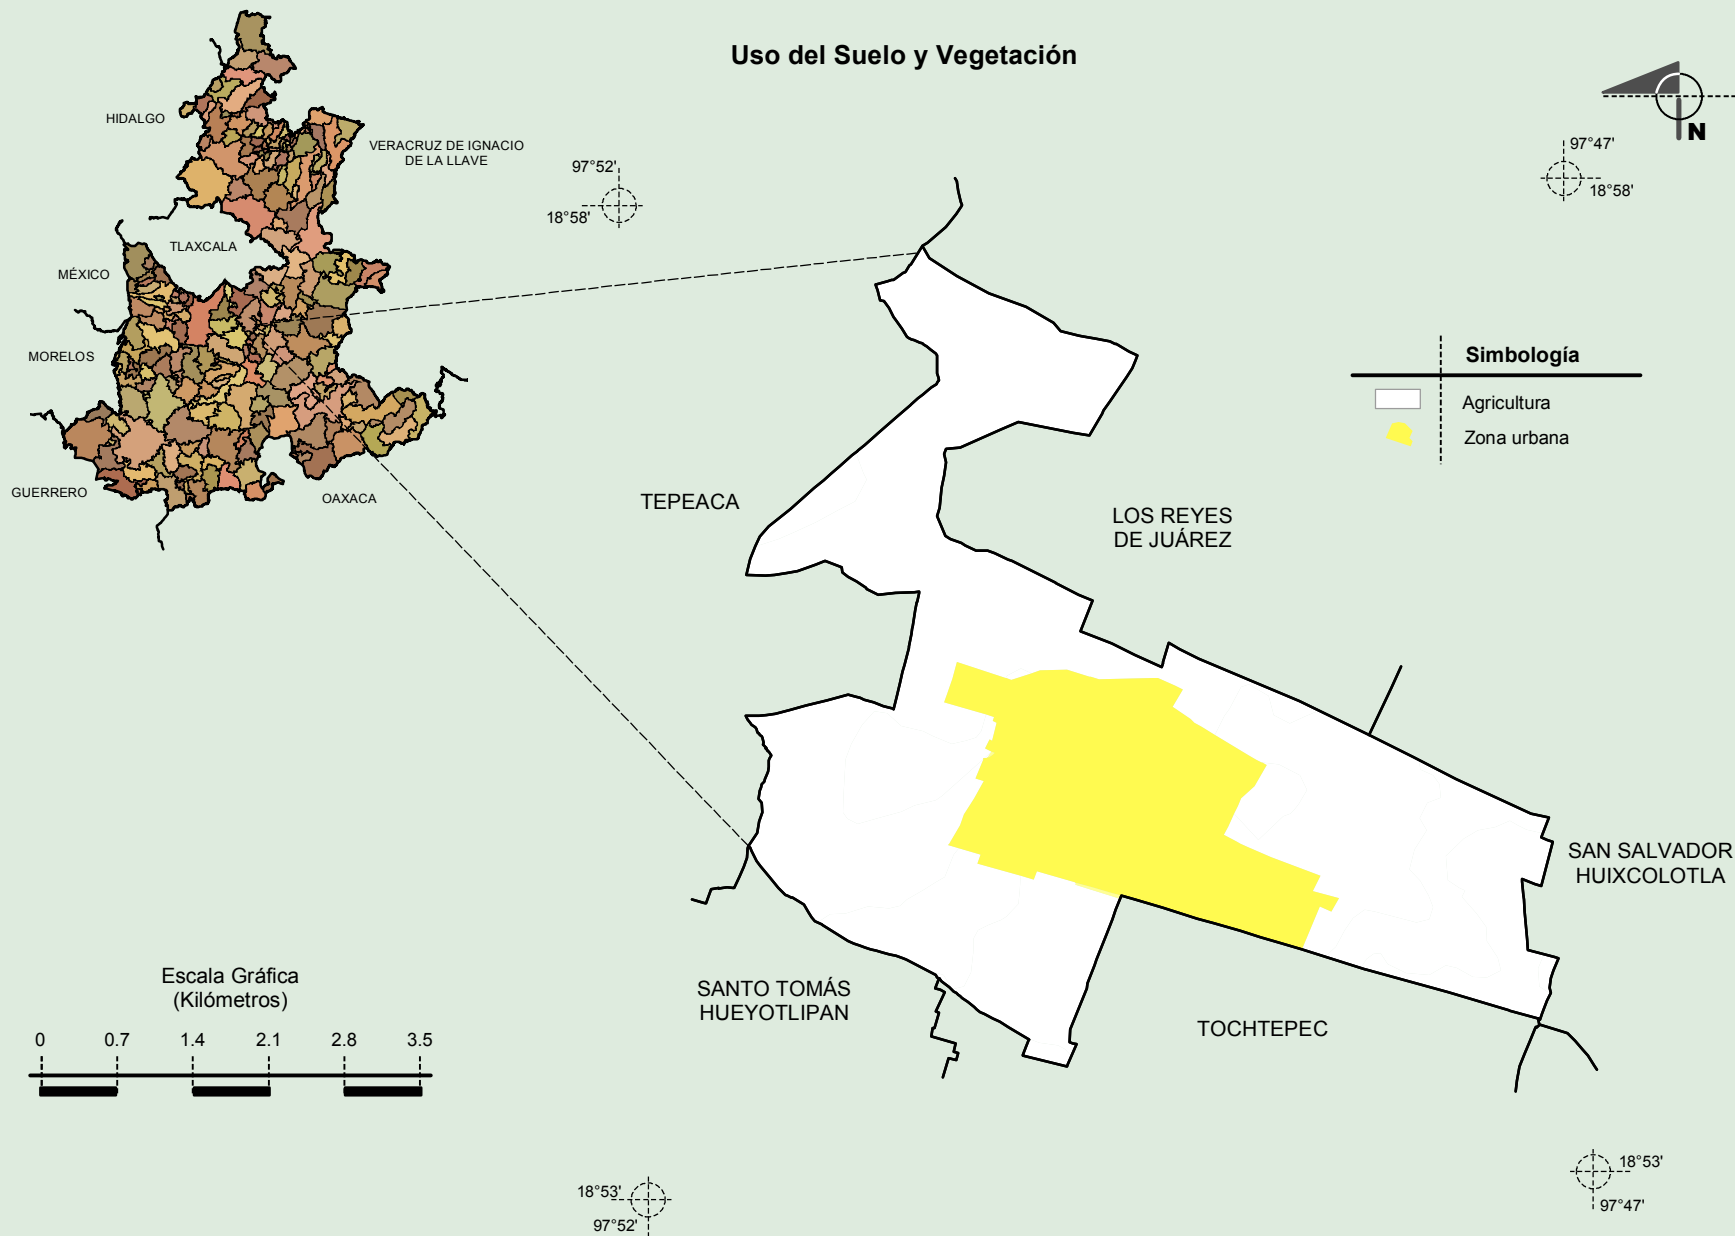 Uso del Suelo y Vegetación
N
HIDALGO
VERACRUZ DE IGNACIO
DE LA LLAVE
TLAXCALA
MÉXICO
MORELOS
GUERRERO
OAXACA
97°52'
18°58'
97°47'
18°58'
Simbología
Agricultura
Zona urbana
TEPEACA
LOS REYES
DE JUÁREZ
SAN SALVADOR
HUIXCOLOTLA
SANTO TOMÁS
HUEYOTLIPAN
TOCHTEPEC
Escala Gráfica
(Kilómetros)
0 0.7 1.4 2.1 2.8 3.5
18°53'
97°52'
18°53'
97°47'